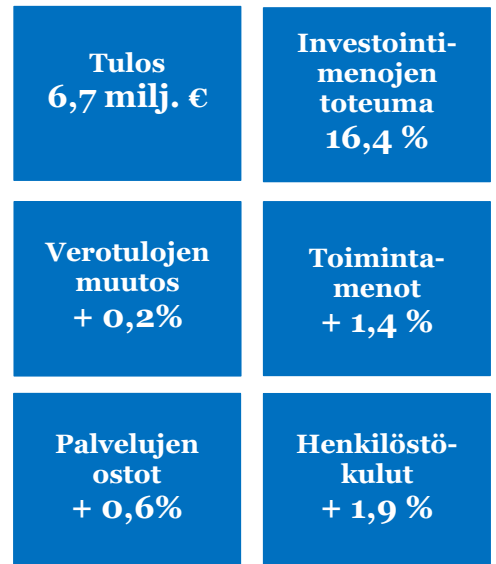 Tulos
6,7 milj. €
Investointi-
menojen
toteuma
16,4 %
Verotulojen
muutos
+ 0,2%
Toiminta-
menot
+ 1,4 %
Palvelujen
ostot
+ 0,6%
Henkilöstö-
kulut
+ 1,9 %